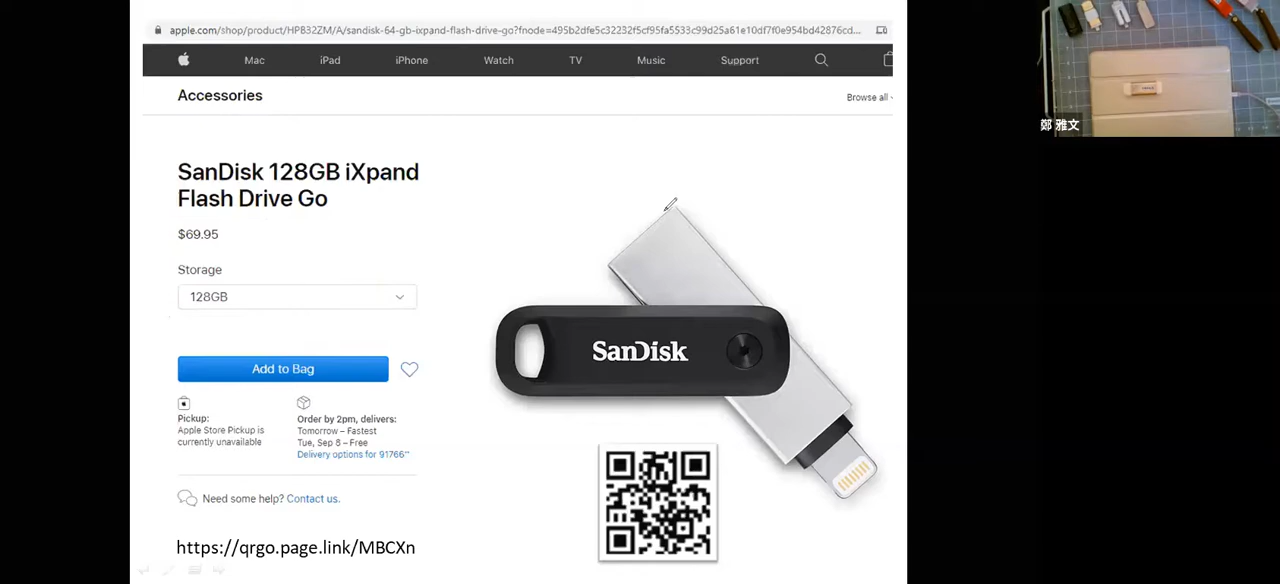 apple.com/shop/product/HPB32ZM/A/sandisk-64-gb-ixpand-flash-drive-go?fnode=495b2dfe5c32232f5cf95fa5533c99d25a61e10df7f0e954bd42876cd...
Mac iPad iPhone Watch TV Music Support
Accessories
Browse all
SanDisk 128GB iXpand
Flash Drive Go
$69.95
Storage
128GB
Add to Bag
Pickup:
Apple Store Pickup is
currently unavailable
Order by 2pm, delivers:
Tomorrow – Fastest
Tue, Sep 8 – Free
Delivery options for 91766**
Need some help? Contact us.
https://qrgo.page.link/MBCXn
SanDisk
鄭 雅文